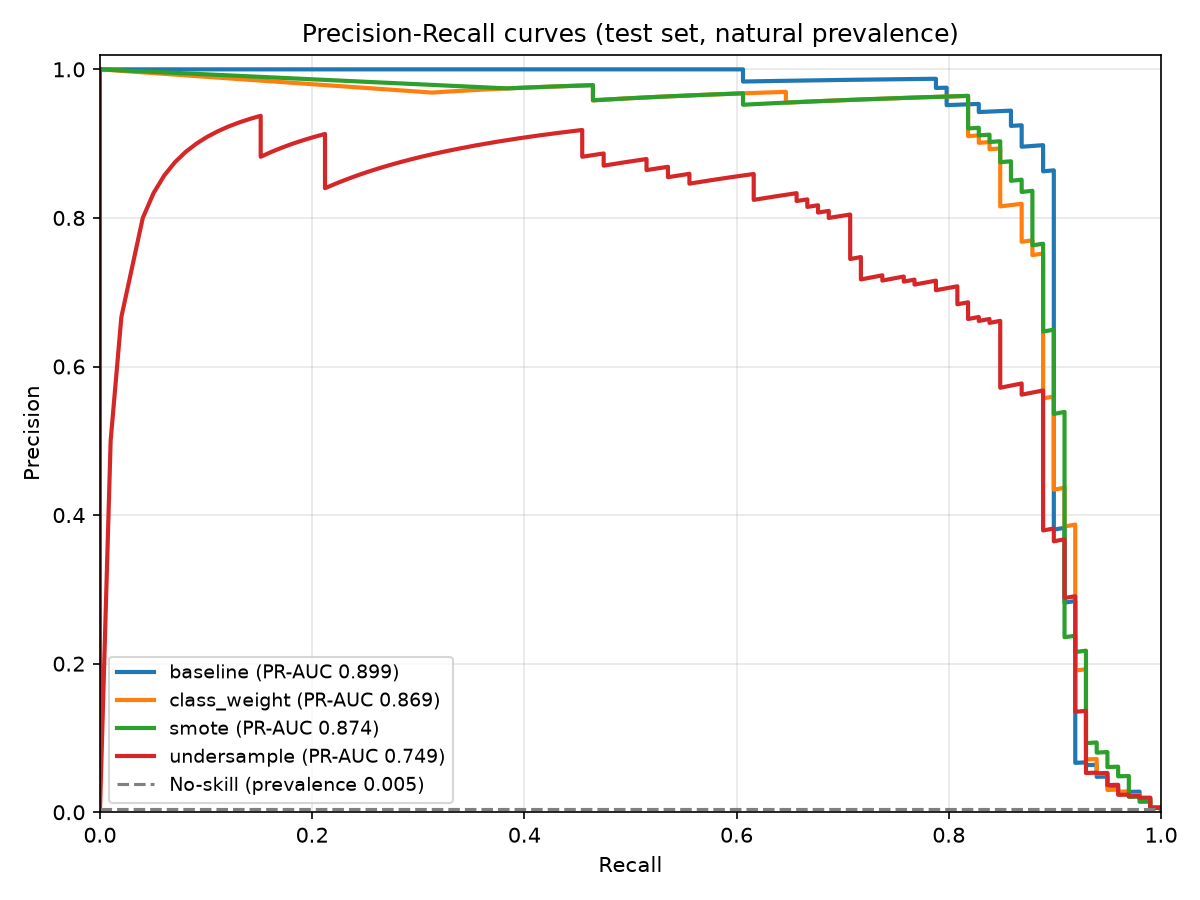 Precision-Recall curves (test set, natural prevalence)
1.0
0.8
0.6
0.4
0.2
0.0
Precision
baseline (PR-AUC 0.899)
class_weight (PR-AUC 0.869)
smote (PR-AUC 0.874)
undersample (PR-AUC 0.749)
No-skill (prevalence 0.005)
0.0 0.2 0.4 0.6 0.8 1.0
Recall